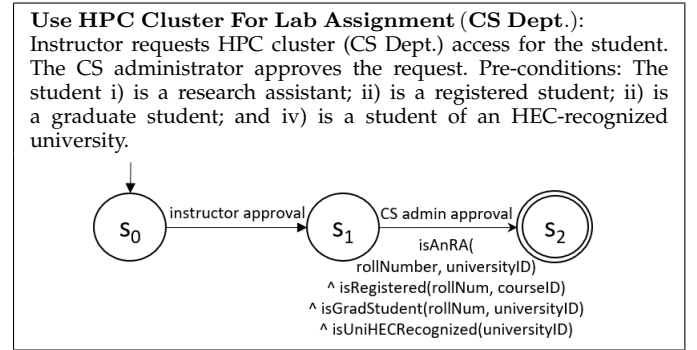 Use HPC Cluster For Lab Assignment (CS Dept.):
Instructor requests HPC cluster (CS Dept.) access for the student.
The CS administrator approves the request. Pre-conditions: The
student i) is a research assistant; ii) is a registered student; ii) is
a graduate student; and iv) is a student of an HEC-recognized
university.
S0
instructor approval
S1
CS admin approval
S2
isAnRA(
rollNumber, universityID)
^ isRegistered(rollNum, courseID)
^ isGradStudent(rollNum, universityID)
^ isUniHECRecognized(universityID)